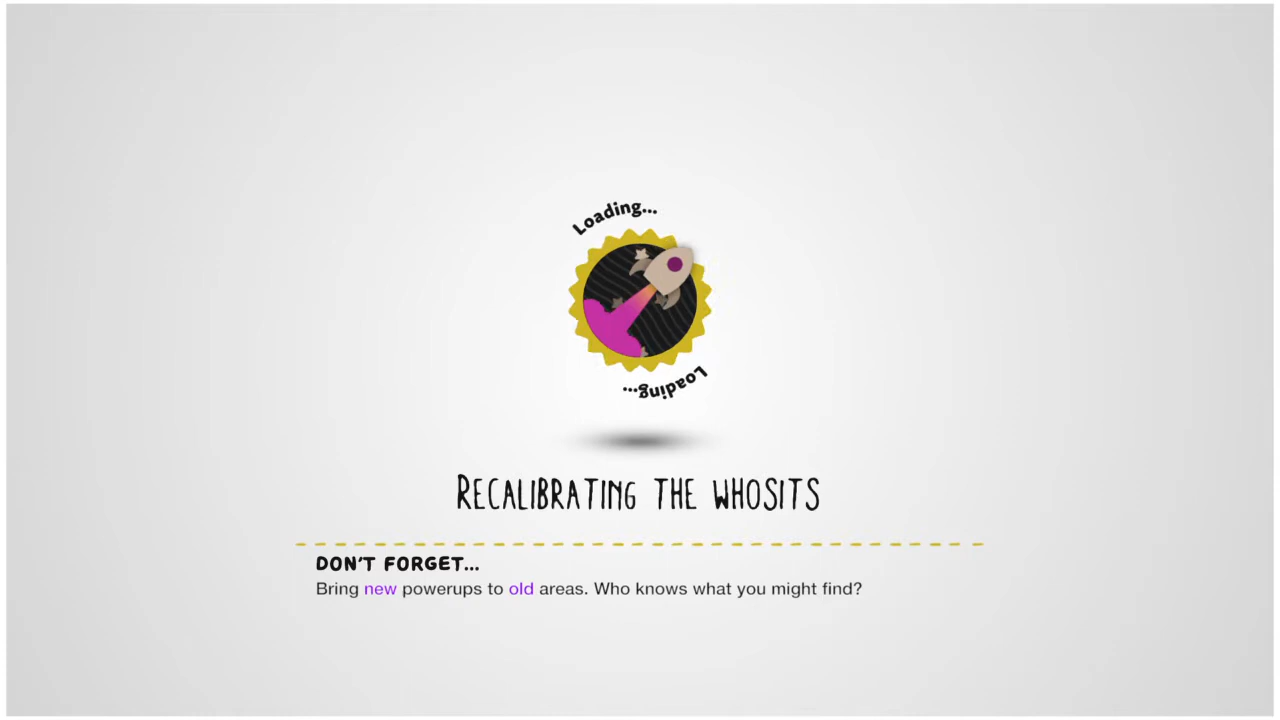 Loading...
Loading...
RECALIBRATING THE WHOSITS
DON'T FORGET...
Bring new powerups to old areas. Who knows what you might find?